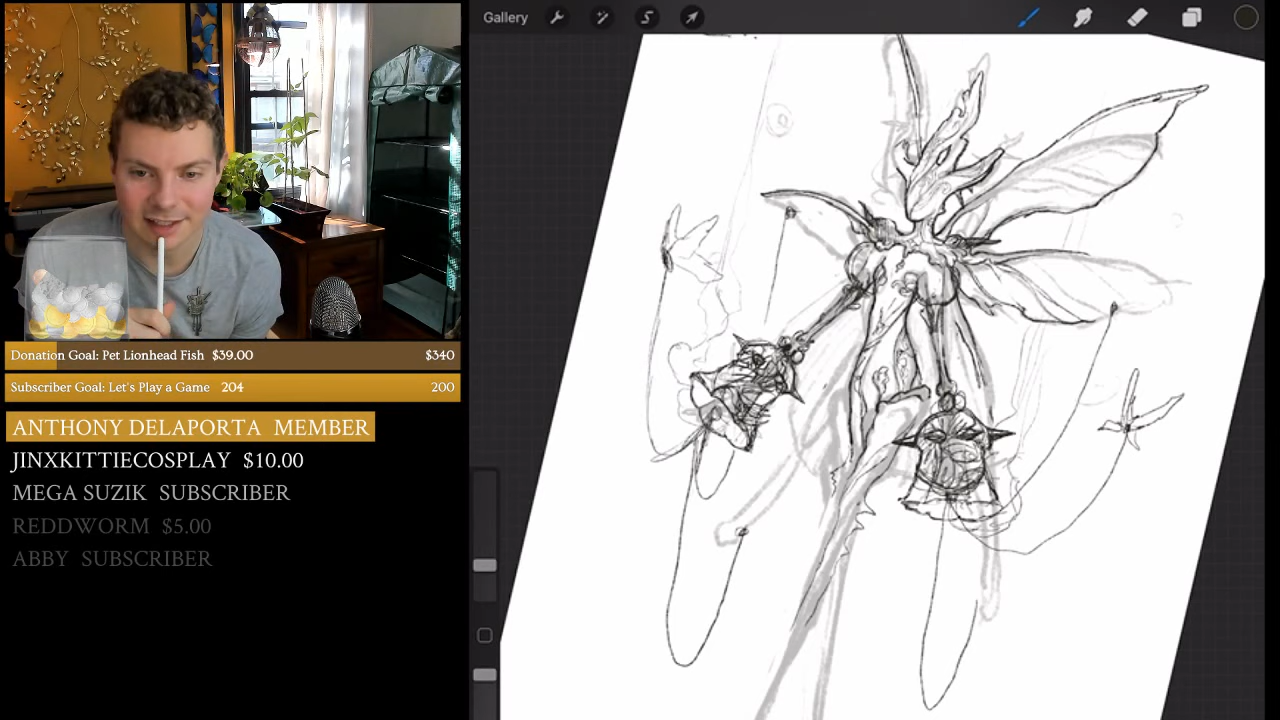 Gallery
Donation Goal: Pet Lionhead Fish $39.00 $340
Subscriber Goal: Let's Play a Game 204 200
ANTHONY DELAPORTA MEMBER
JINXKITTIECOSPLAY $10.00
MEGA SUZIK SUBSCRIBER
REDDWORM $5.00
ABBY SUBSCRIBER